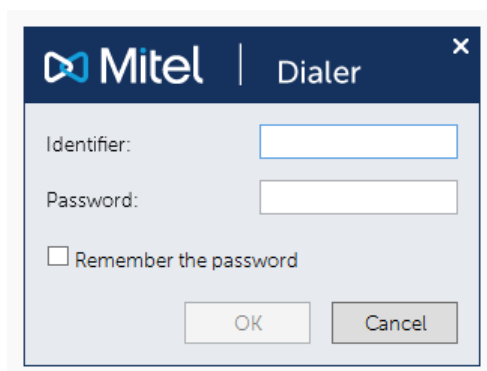 Mitel | Dialer
Identifier:
Password:
Remember the password
OK Cancel